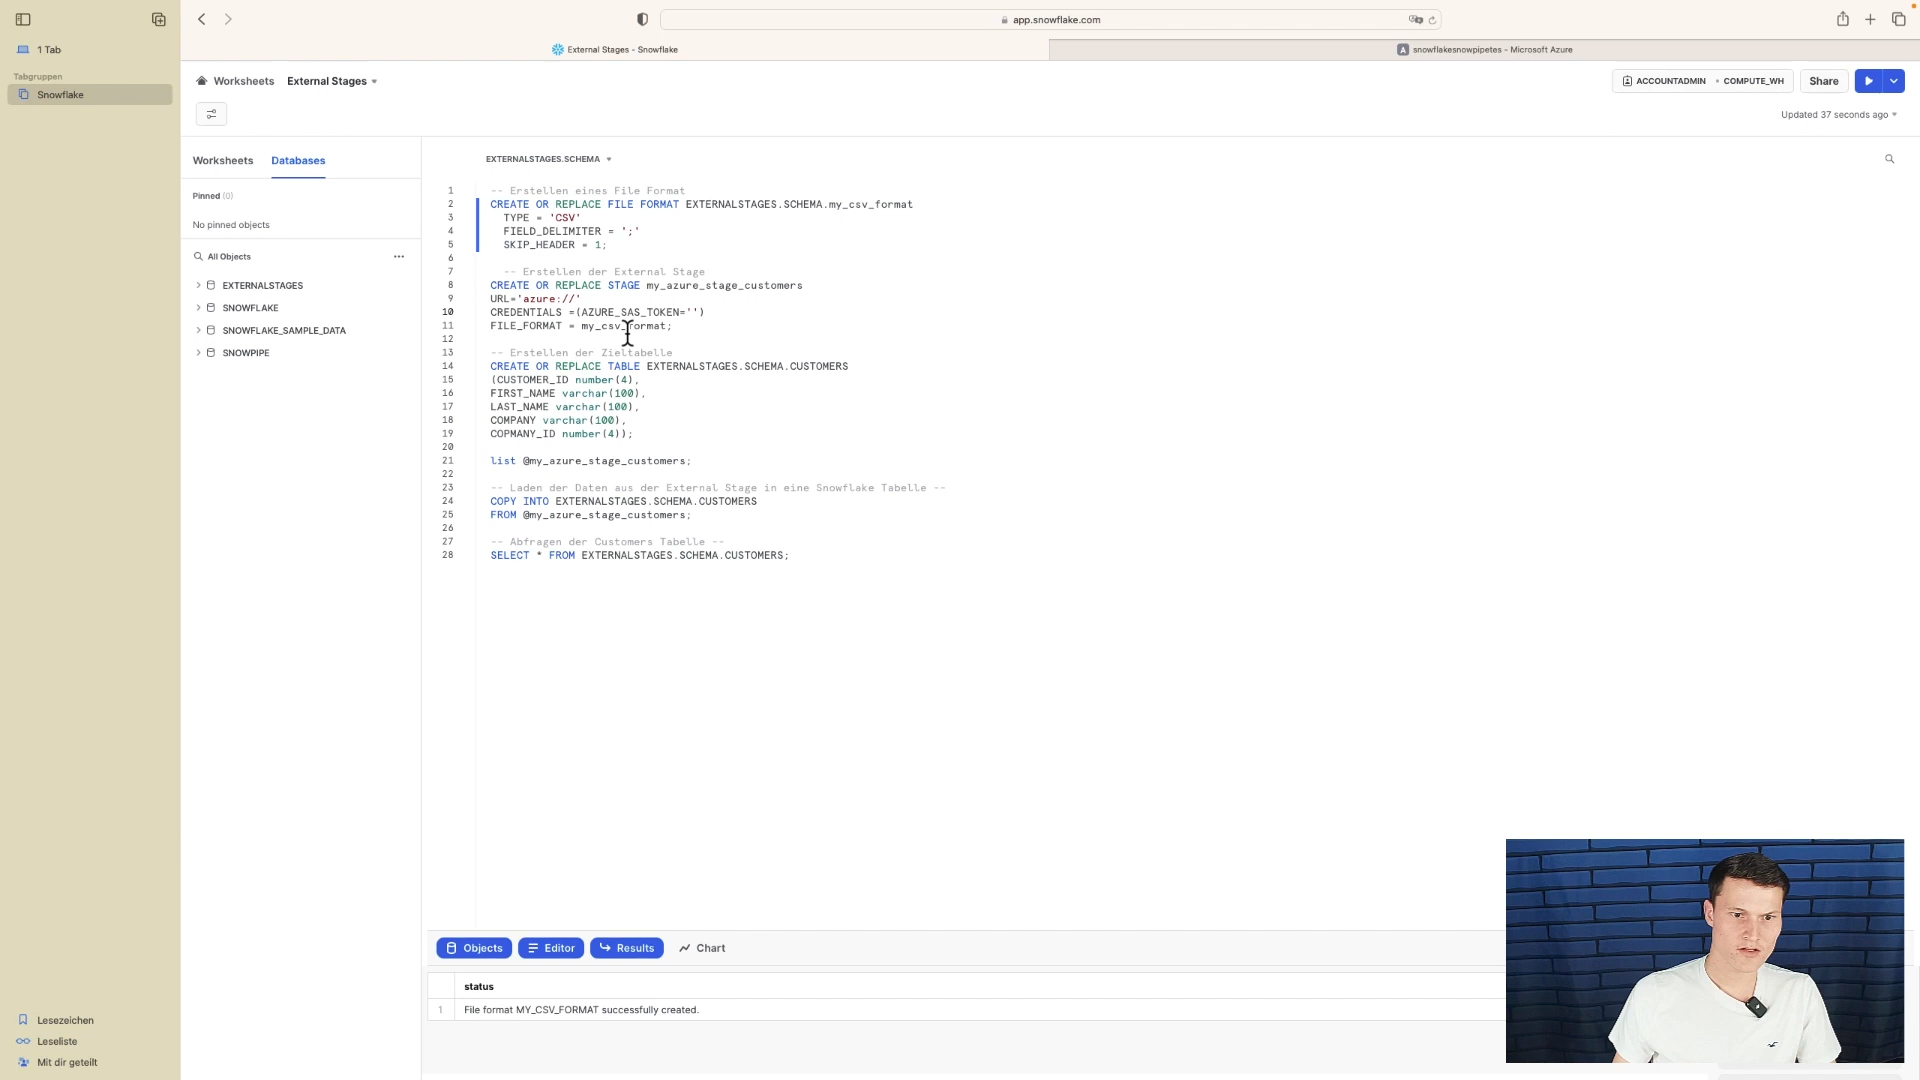 app.snowflake.com
1 Tab
External Stages - Snowflake
snowflakesnowpipetes - Microsoft Azure
Tabgruppen
Snowflake
Worksheets
External Stages
ACCOUNTADMIN • COMPUTE_WH
Share
Updated 37 seconds ago
Worksheets
Databases
EXTERNALSTAGES.SCHEMA
Pinned (0)
No pinned objects
All Objects
EXTERNALSTAGES
SNOWFLAKE
SNOWFLAKE_SAMPLE_DATA
SNOWPIPE
1 -- Erstellen eines File Format
2 CREATE OR REPLACE FILE FORMAT EXTERNALSTAGES.SCHEMA.my_csv_format
3 TYPE = 'CSV'
4 FIELD_DELIMITER = ';'
5 SKIP_HEADER = 1;
6
7 -- Erstellen der External Stage
8 CREATE OR REPLACE STAGE my_azure_stage_customers
9 URL='azure://'
10 CREDENTIALS =(AZURE_SAS_TOKEN='')
11 FILE_FORMAT = my_csv_format;
12
13 -- Erstellen der Zieltabelle
14 CREATE OR REPLACE TABLE EXTERNALSTAGES.SCHEMA.CUSTOMERS
15 (CUSTOMER_ID number(4),
16 FIRST_NAME varchar(100),
17 LAST_NAME varchar(100),
18 COMPANY varchar(100),
19 COPMANY_ID number(4));
20
21 list @my_azure_stage_customers;
22
23 -- Laden der Daten aus der External Stage in eine Snowflake Tabelle --
24 COPY INTO EXTERNALSTAGES.SCHEMA.CUSTOMERS
25 FROM @my_azure_stage_customers;
26
27 -- Abfragen der Customers Tabelle --
28 SELECT * FROM EXTERNALSTAGES.SCHEMA.CUSTOMERS;
Objects
Editor
Results
Chart
status
1 File format MY_CSV_FORMAT successfully created.
Lesezeichen
Leseliste
Mit dir geteilt